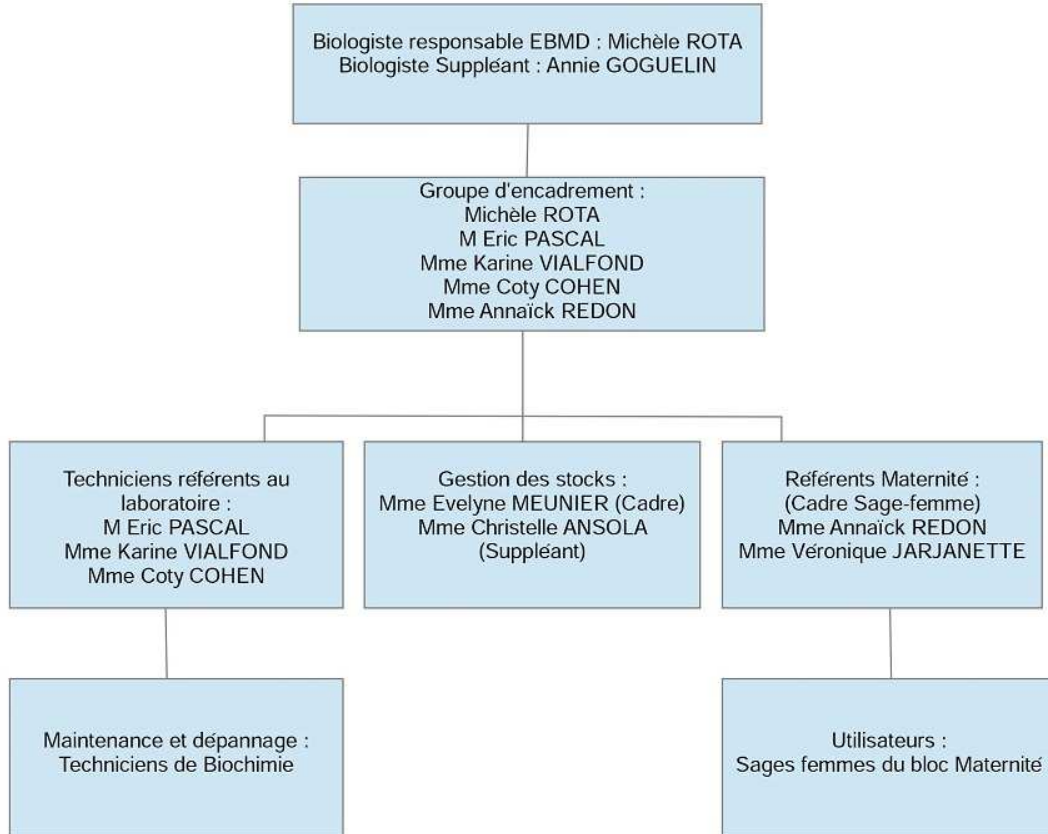 Biologiste responsable EBMD : Michèle ROTA
Biologiste Suppléant : Annie GOGUELIN
Groupe d'encadrement :
Michèle ROTA
M Eric PASCAL
Mme Karine VIALFOND
Mme Coty COHEN
Mme Annaïck REDON
Techniciens référents au
laboratoire :
M Eric PASCAL
Mme Karine VIALFOND
Mme Coty COHEN
Gestion des stocks :
Mme Evelyne MEUNIER (Cadre)
Mme Christelle ANSOLA
(Suppléant)
Référents Maternité :
(Cadre Sage-femme)
Mme Annaïck REDON
Mme Véronique JARJANETTE
Maintenance et dépannage :
Techniciens de Biochimie
Utilisateurs :
Sages femmes du bloc Maternité